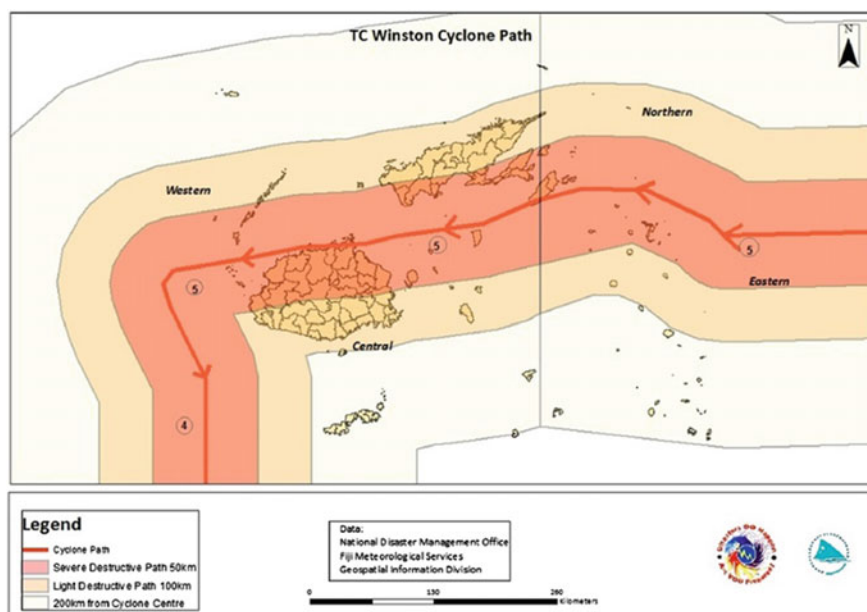 TC Winston Cyclone Path
N
Northern
Western
n
5
5
5
Eastern
Central
4
Legend
Cyclone Path
Severe Destructive Path 50km
Light Destructive Path 100km
200km from Cyclone Centre
Data:
National Disaster Management Office
Fiji Meteorological Services
Geospatial Information Division
0
130
260
Kilometers